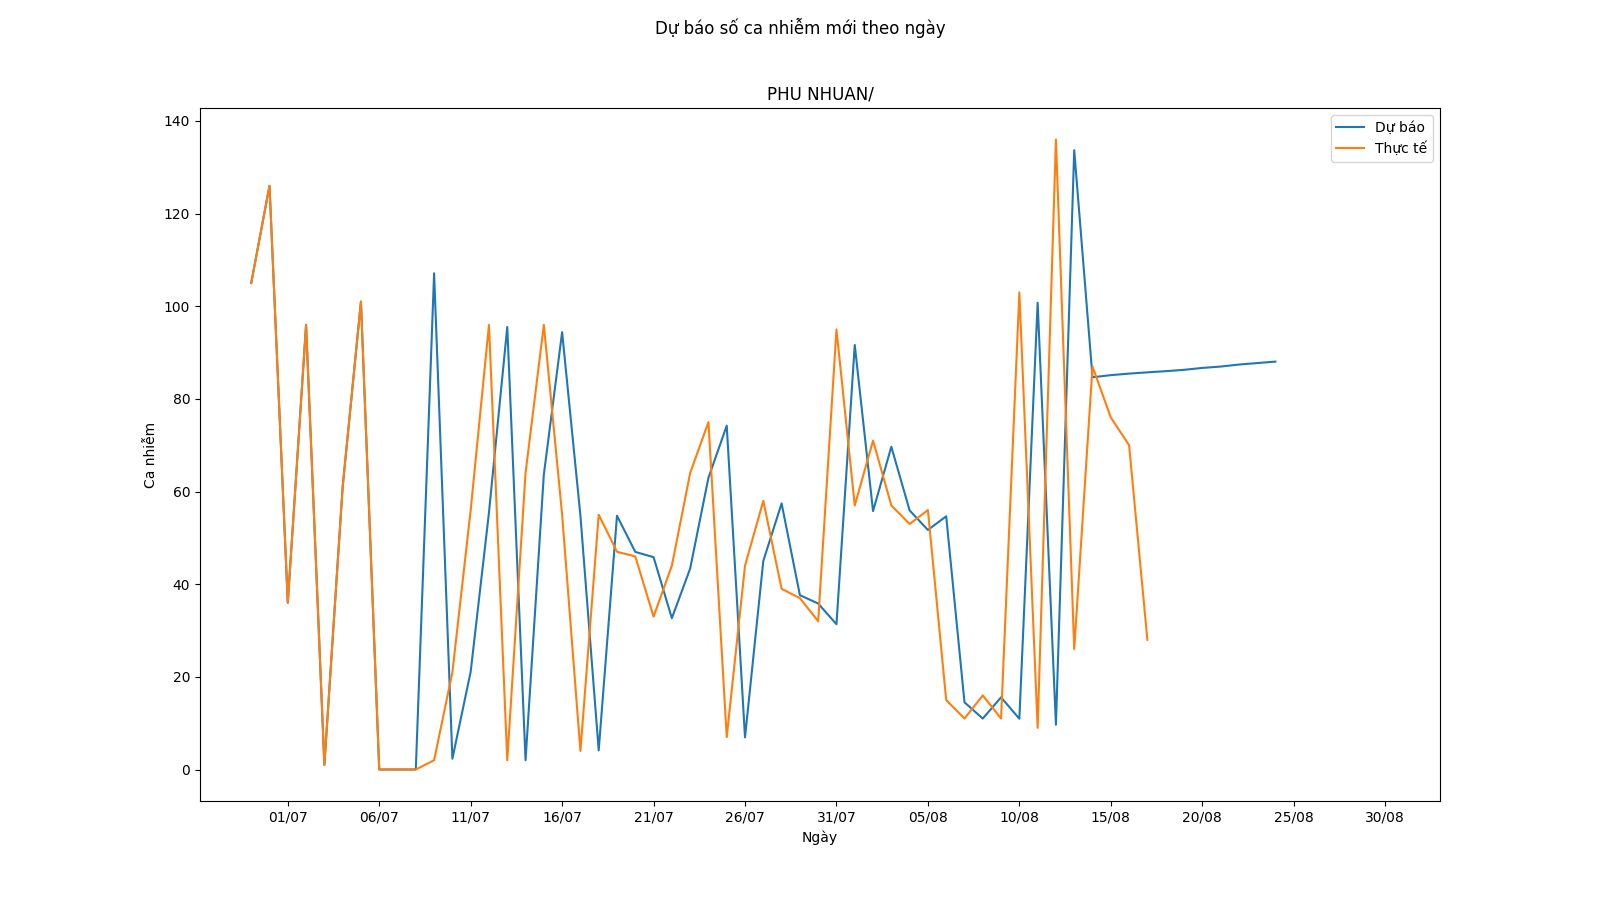 Dự báo số ca nhiễm mới theo ngày
PHU NHUAN/
Dự báo
Thực tế
140
120
100
80
60
40
20
0
Ca nhiễm
01/07 06/07 11/07 16/07 21/07 26/07 31/07 05/08 10/08 15/08 20/08 25/08 30/08
Ngày